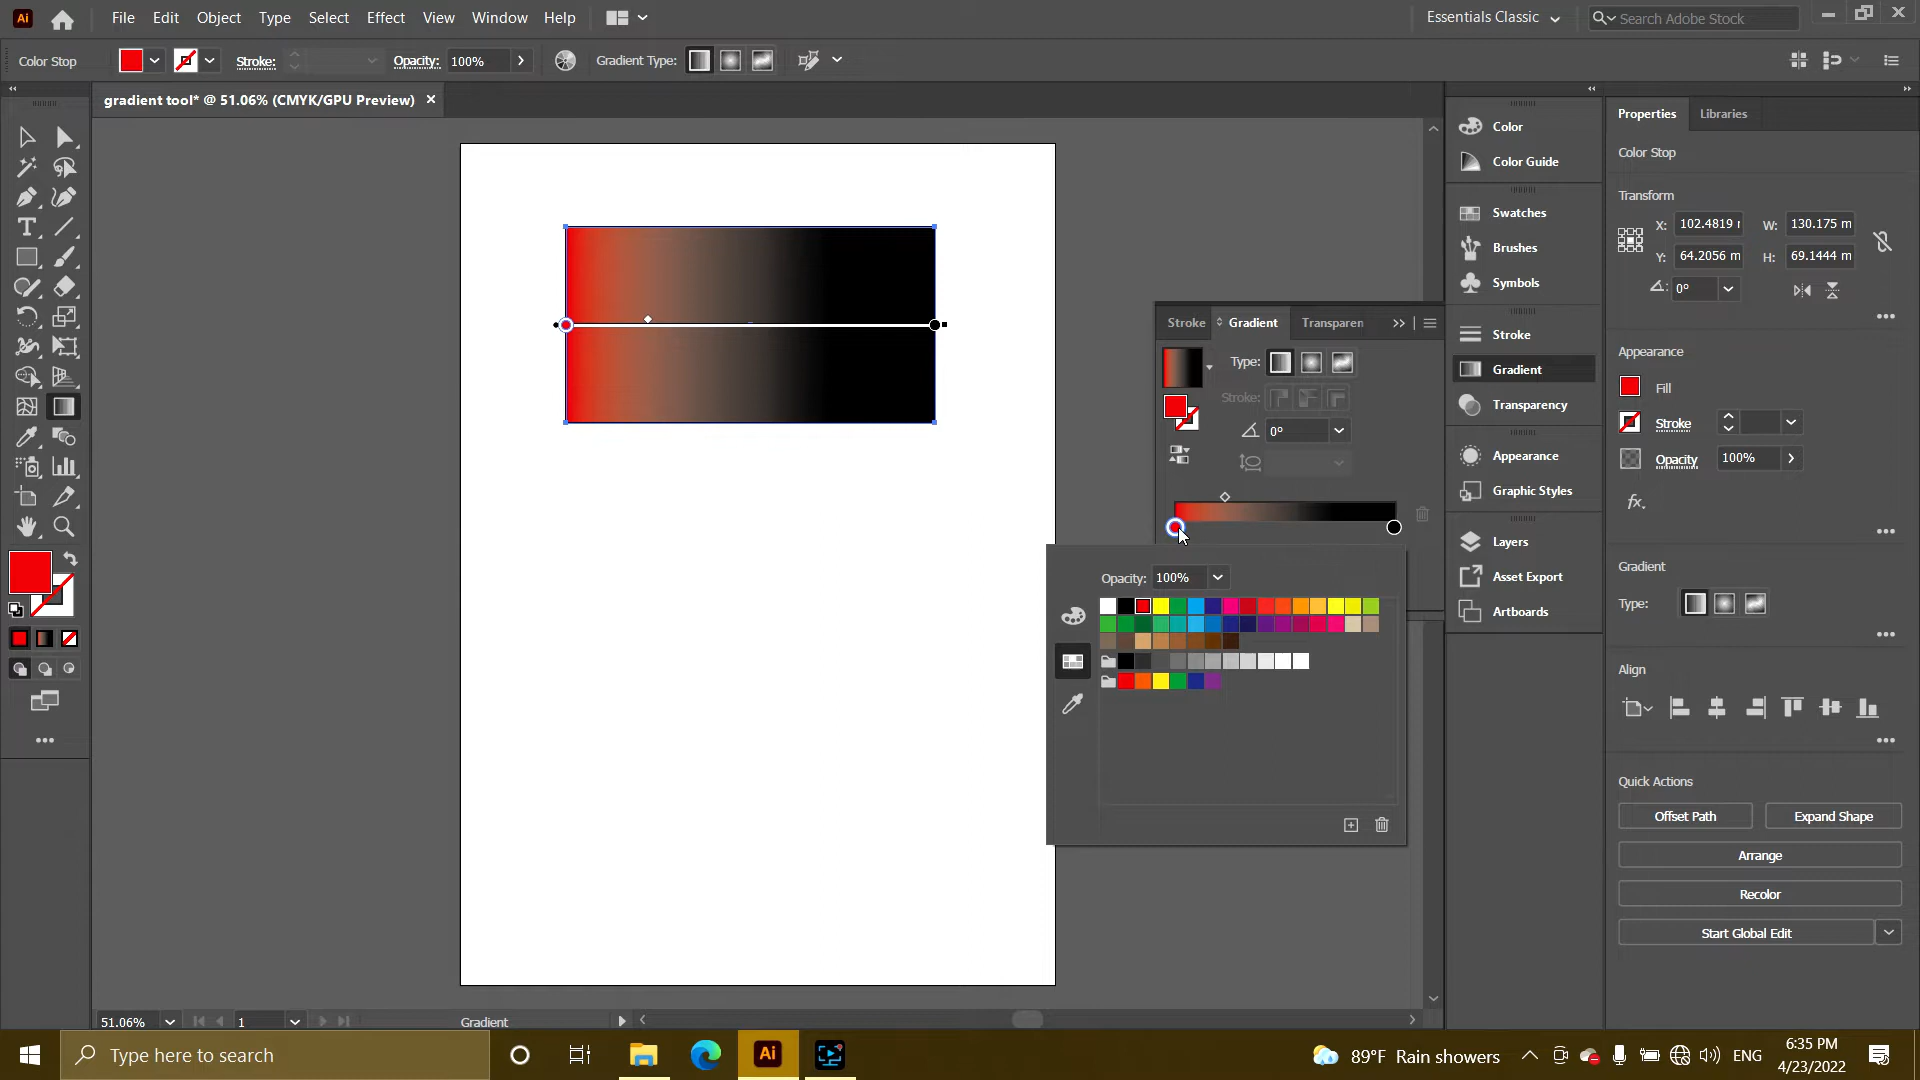 Ai File Edit Object Type Select Effect View Window Help Essentials Classic Search Adobe Stock
Color Stop Stroke: Opacity: 100% Gradient Type:
gradient tool* @ 51.06% (CMYK/GPU Preview)
Color
Color Guide
Swatches
Brushes
Symbols
Stroke
Gradient
Transparency
Appearance
Graphic Styles
Layers
Asset Export
Artboards
Properties Libraries
Color Stop
Transform
X: 102.4819 W: 130.175 m
Y: 64.2056 m H: 69.1444 m
0°
Appearance
Fill
Stroke
Opacity 100%
fx.
Gradient
Type:
Align
Quick Actions
Offset Path Expand Shape
Arrange
Recolor
Start Global Edit
Stroke Gradient Transparen
Type:
Stroke:
0°
Opacity: 100%
51.06% 1 Gradient
Type here to search Ai 89°F Rain showers ENG 6:35 PM
4/23/2022